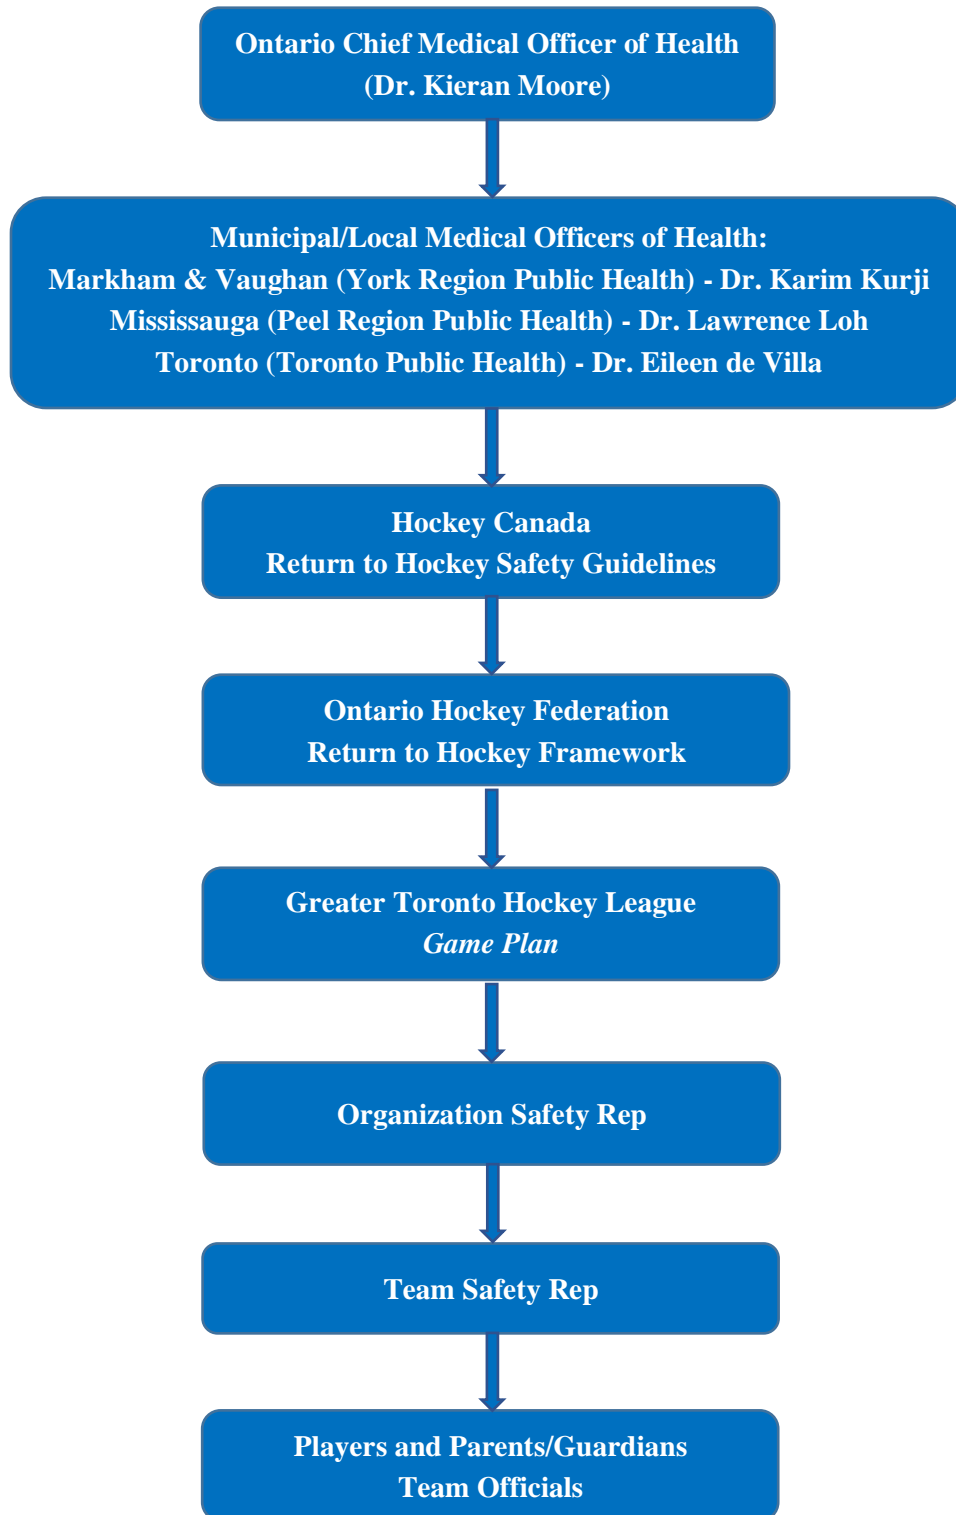 Ontario Chief Medical Officer of Health
(Dr. Kieran Moore)
Municipal/Local Medical Officers of Health:
Markham & Vaughan (York Region Public Health) - Dr. Karim Kurji
Mississauga (Peel Region Public Health) - Dr. Lawrence Loh
Toronto (Toronto Public Health) - Dr. Eileen de Villa
Hockey Canada
Return to Hockey Safety Guidelines
Ontario Hockey Federation
Return to Hockey Framework
Greater Toronto Hockey League
Game Plan
Organization Safety Rep
Team Safety Rep
Players and Parents/Guardians
Team Officials